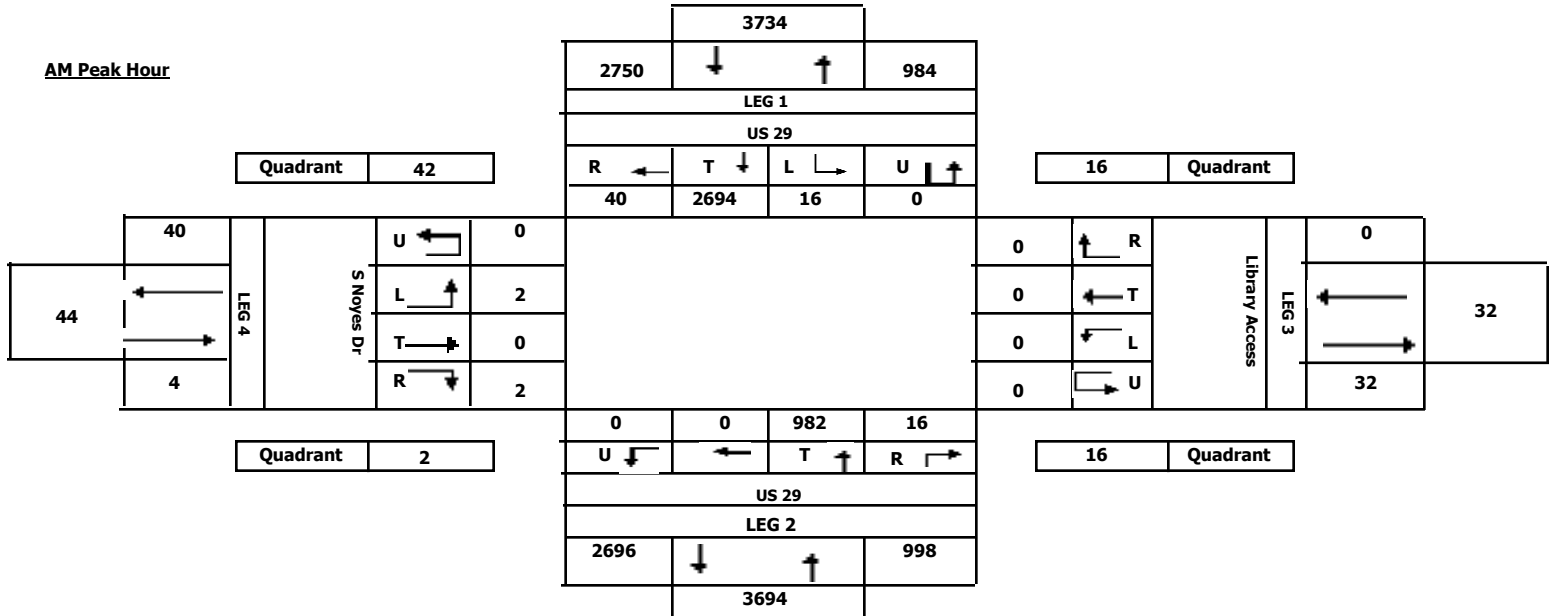 3734
AM Peak Hour
2750 984
LEG 1
US 29
Quadrant 42
R T L U
16 Quadrant
40 2694 16 0
40
U 0
0 R
0
44
LEG 4
S Noyes Dr
L 2
0 T
Library Access
LEG 3
32
T 0
0 L
4
R 2
0 U
32
0 0 982 16
Quadrant 2
U T R
16 Quadrant
US 29
LEG 2
2696 998
3694